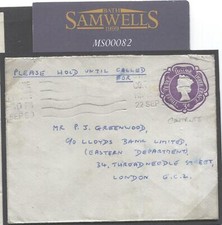 SAMWELLS
MS00082
PLEASE HOLD UNTIL CALLED
FOR
MR P. J. GREENWOOD,
C/O LLOYDS BANK LIMITED,
(EASTERN DEPARTMENT)
34, THREADNEEDLE STREET,
LONDON E.C.2.